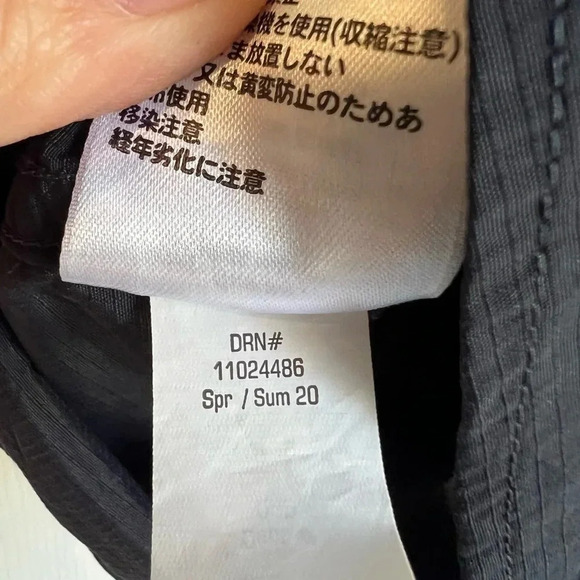 機を使用(収縮注意)
ま放置しない
又は黄変防止のためあ
布使用
移染注意
経年劣化に注意
DRN#
11024486
Spr / Sum 20